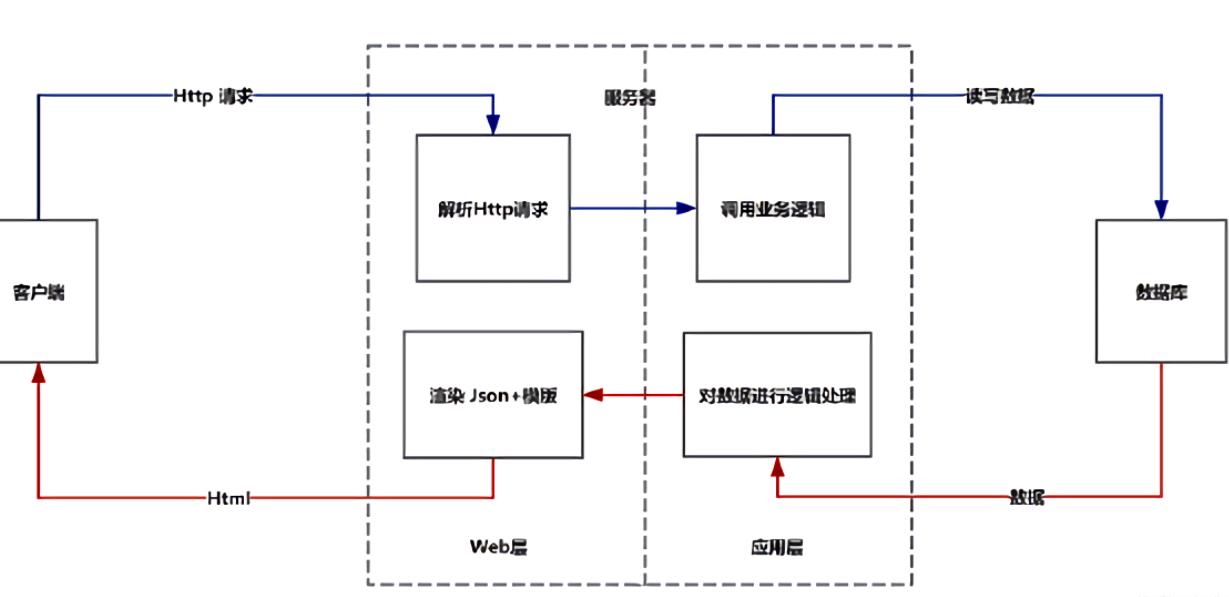 Http 请求
服务器
读写数据
解析Http请求
调用业务逻辑
客户端
数据库
渲染 Json+模版
对数据进行逻辑处理
Html
数据
Web层
应用层